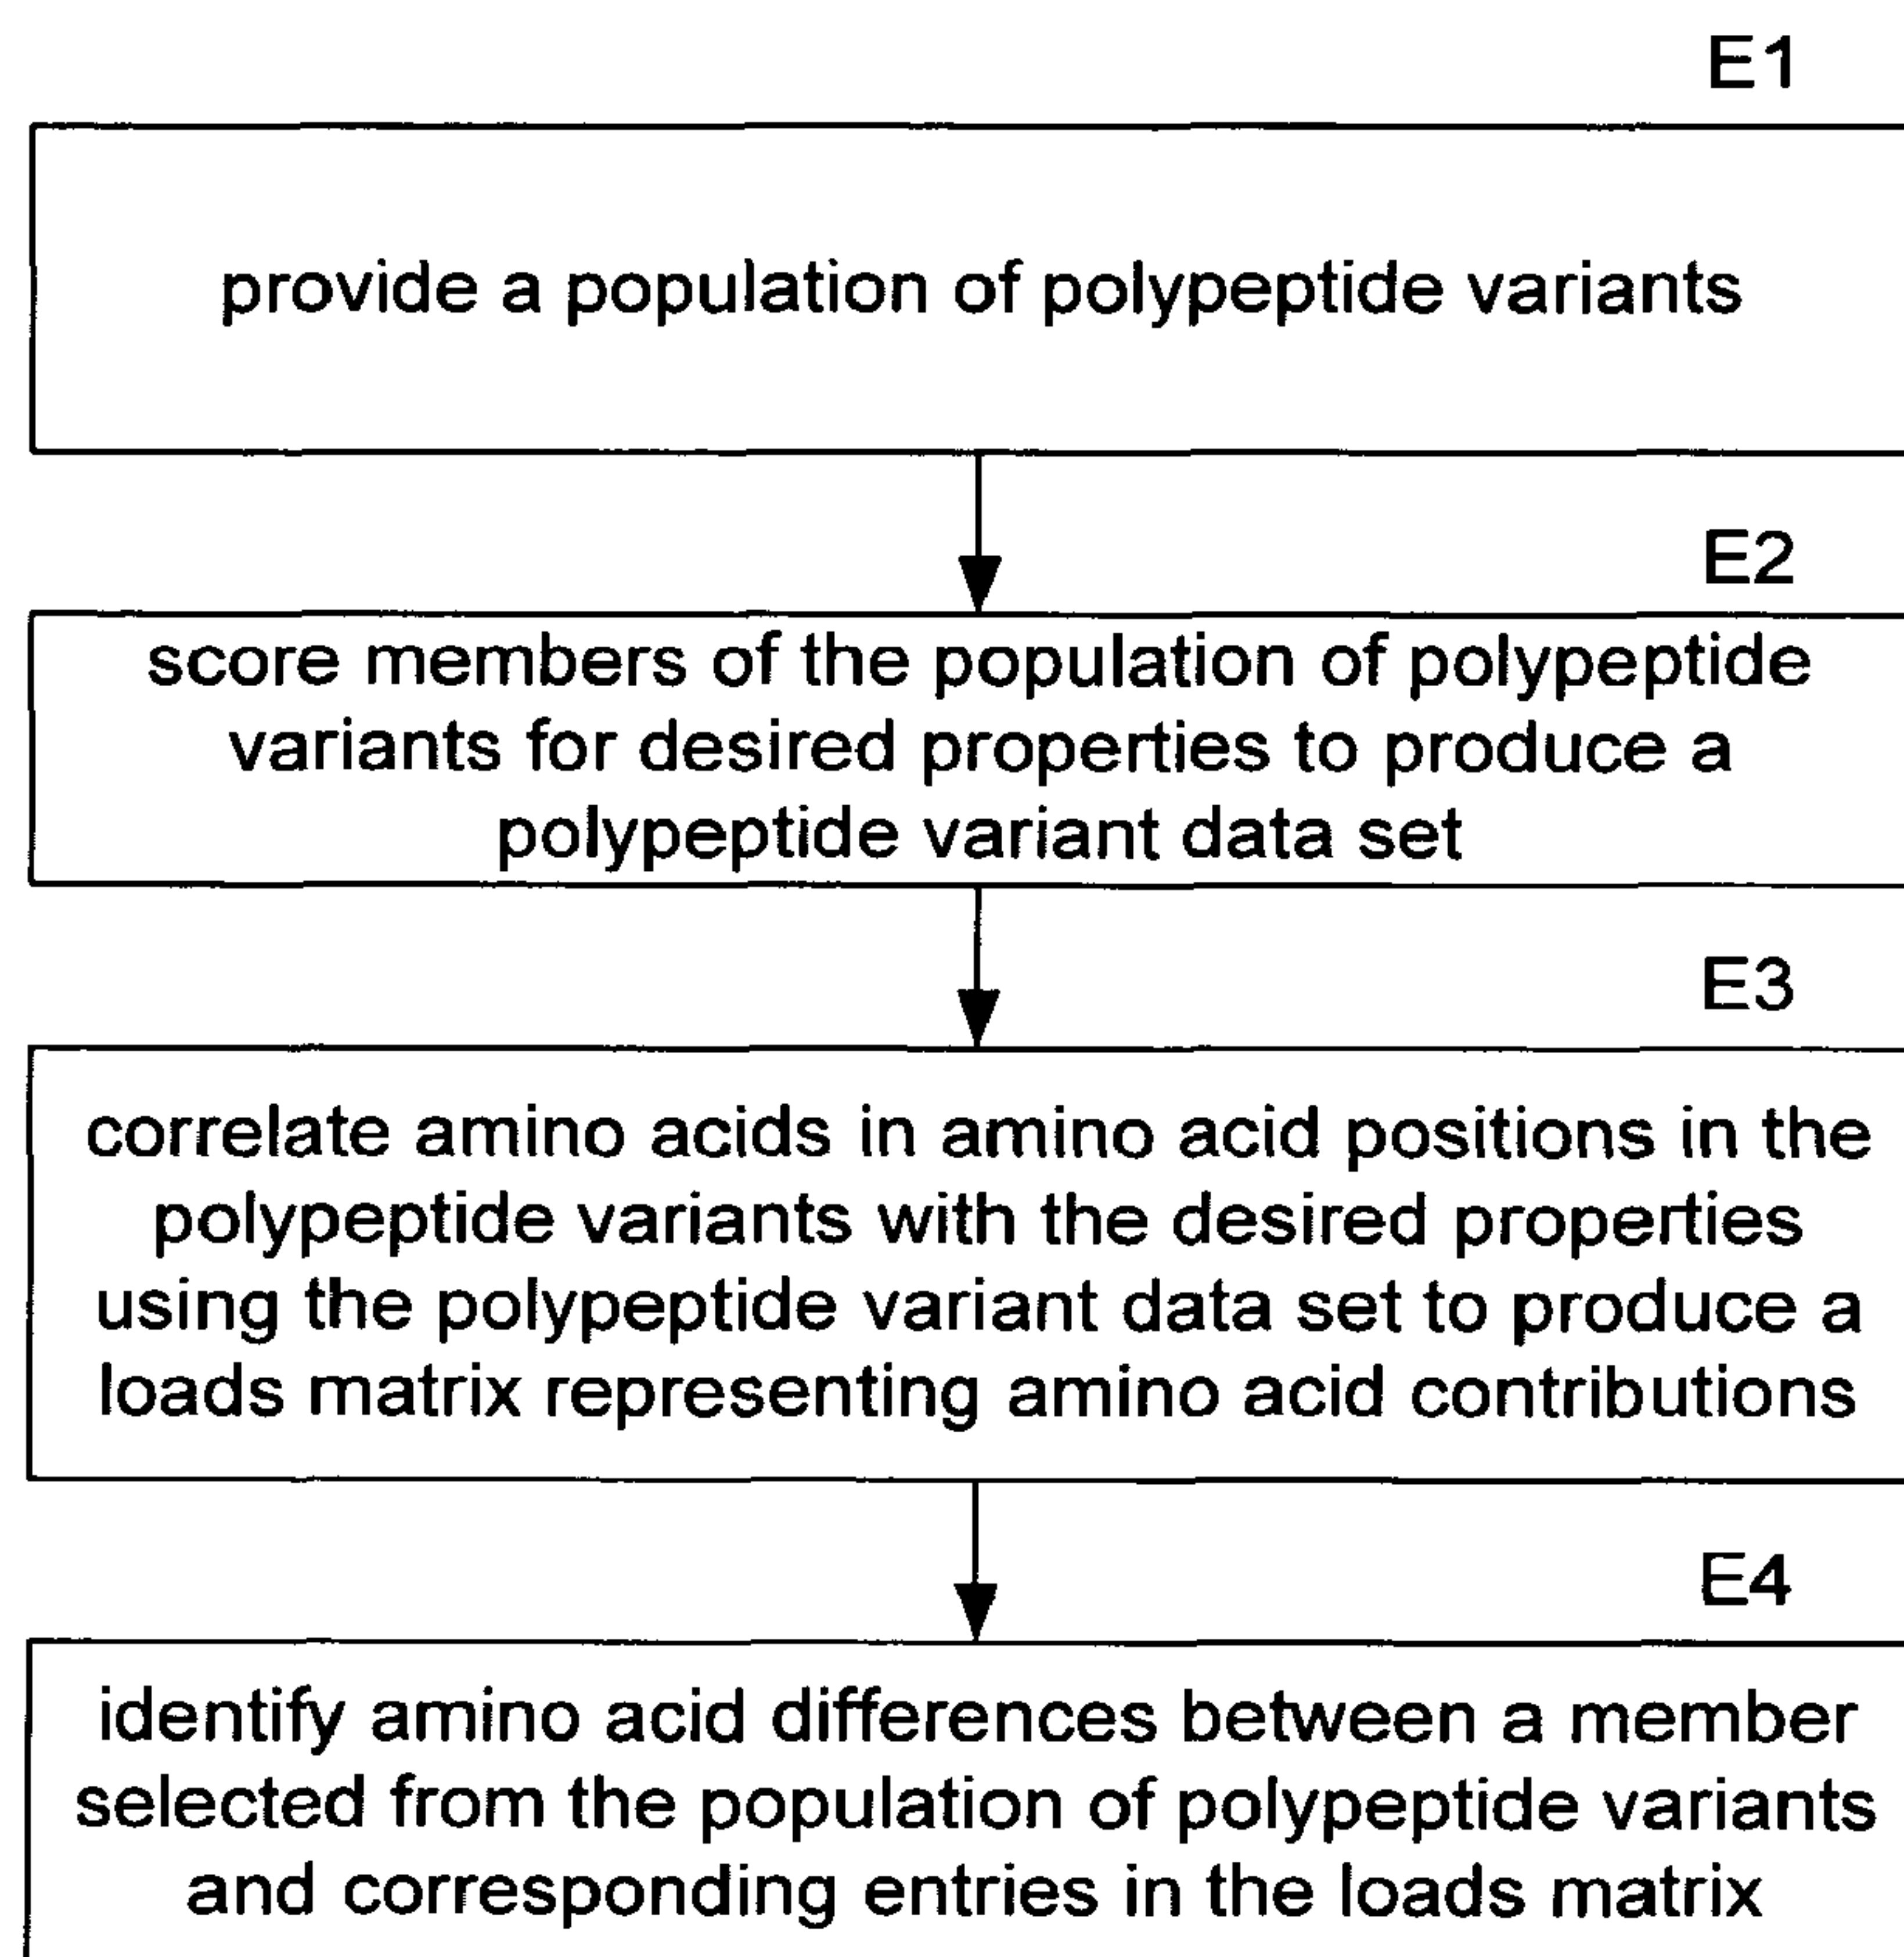 E1
provide a population of polypeptide variants
E2
score members of the population of polypeptide
variants for desired properties to produce a
polypeptide variant data set
E3
correlate amino acids in amino acid positions in the
polypeptide variants with the desired properties
using the polypeptide variant data set to produce a
loads matrix representing amino acid contributions
E4
identify amino acid differences between a member
selected from the population of polypeptide variants
and corresponding entries in the loads matrix